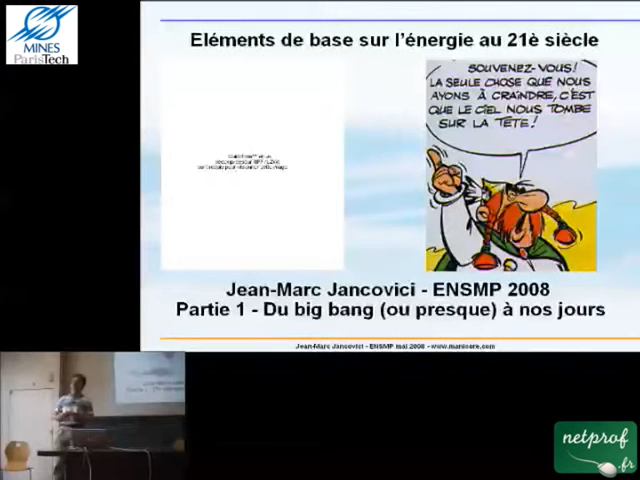 MINES
ParisTech
Eléments de base sur l'énergie au 21è siècle
SOUVENEZ-VOUS!
LA SEULE CHOSE QUE NOUS
AYONS À CRAINDRE, C'EST
QUE LE CIEL NOUS TOMBE
SUR LA TÊTE!
Jean-Marc Jancovici - ENSMP 2008
Partie 1 - Du big bang (ou presque) à nos jours
Jean-Marc Jancovici - ENSMP mai 2008 - www.manicore.com
netprof
.fr